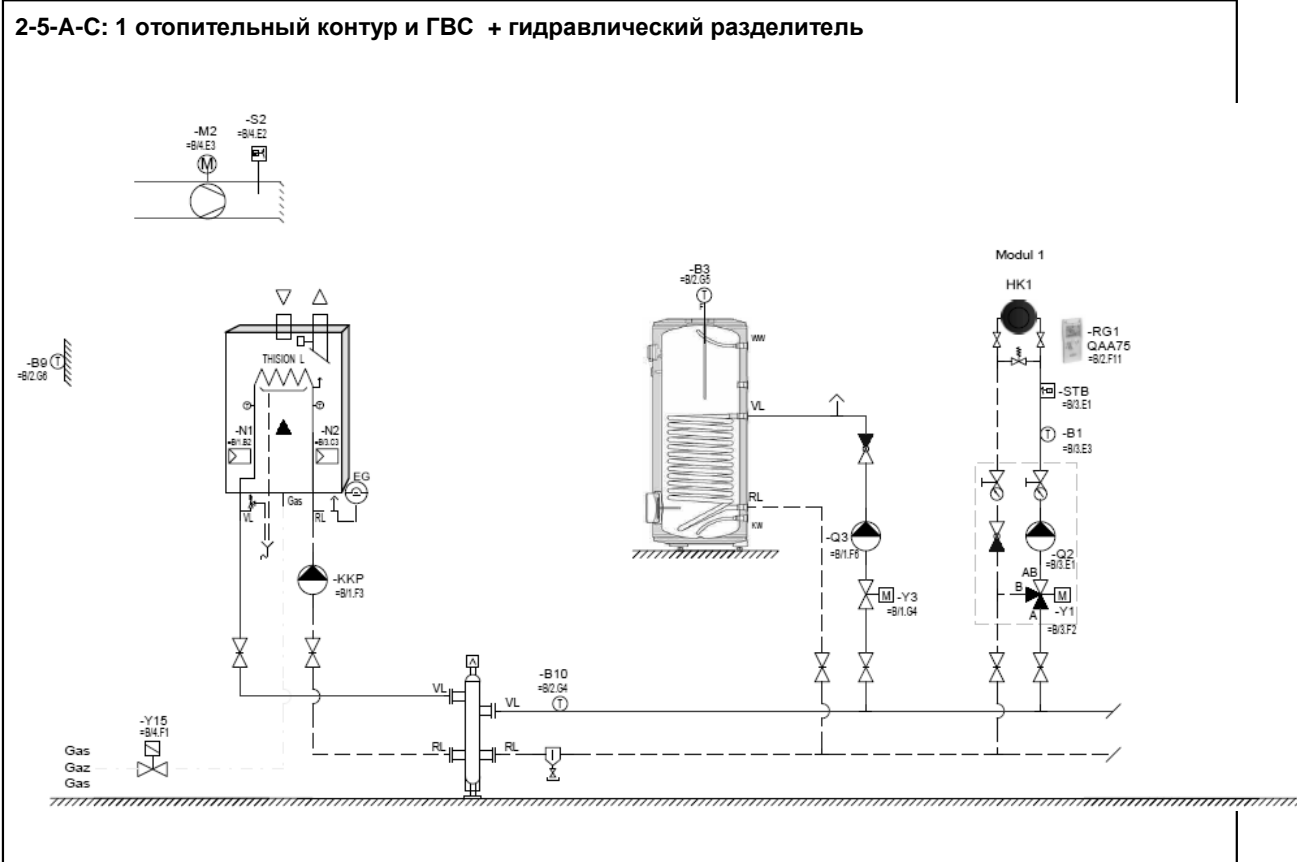 2-5-A-C: 1 отопительный контур и ГВС + гидравлический разделитель
-M2
=B/4.E3
M
-S2
=B/4.E2
-B9
=B/2.G6
T
THISION L
-N1
=B/1.B2
-N2
=B/3.C3
EG
VL
Gas
RL
-KKP
=B/1.F3
-B3
=B/2.G5
T
F
WW
VL
RL
KW
-Q3
=B/1.F6
M
-Y3
=B/1.G4
Modul 1
HK1
-RG1
QAA75
=B/2.F11
-STB
=B/3.E1
T
-B1
=B/3.E3
-Q2
=B/3.E1
AB
B
M
A
-Y1
=B/3.F2
-B10
=B/2.G4
T
VL
VL
RL
RL
-Y15
=B/4.F1
Gas
Gaz
Gas